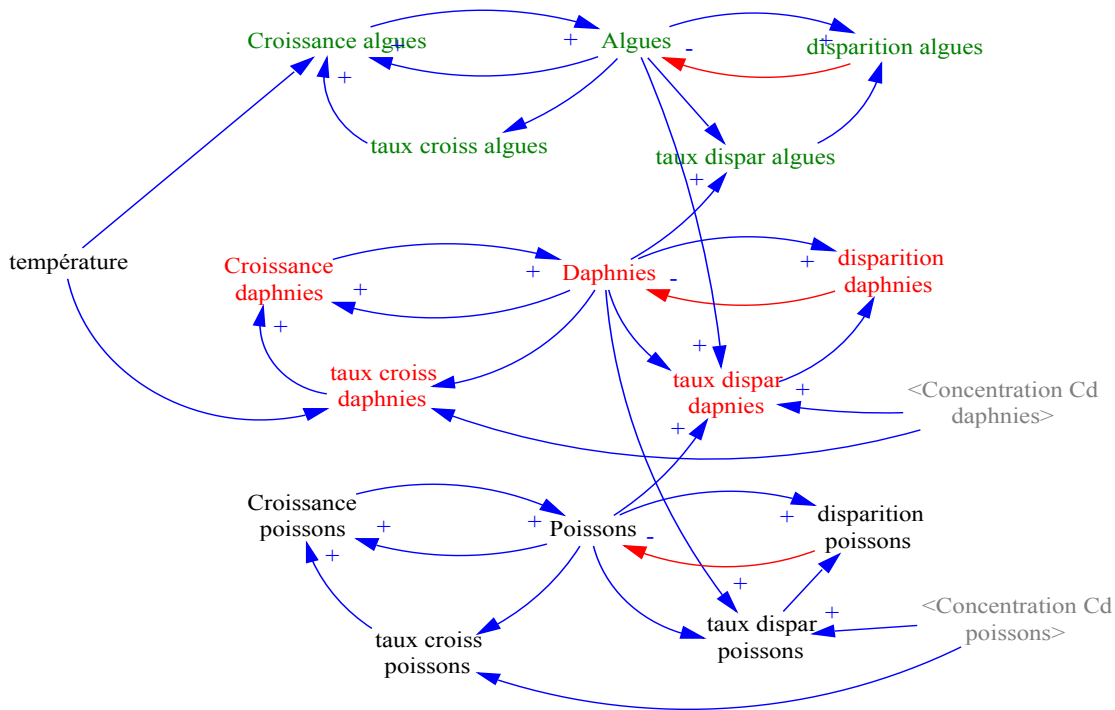 Croissance algues
Algues
disparition algues
+
+
-
+
+
taux croiss algues
taux dispar algues
+
température
Croissance
daphnies
Daphnies
disparition
daphnies
+
+
-
+
+
taux croiss
daphnies
+
taux dispar
dapnies
+
+
<Concentration Cd
daphnies>
Croissance
poissons
Poissons
disparition
poissons
+
+
-
+
+
taux croiss
poissons
+
taux dispar
poissons
+
<Concentration Cd
poissons>